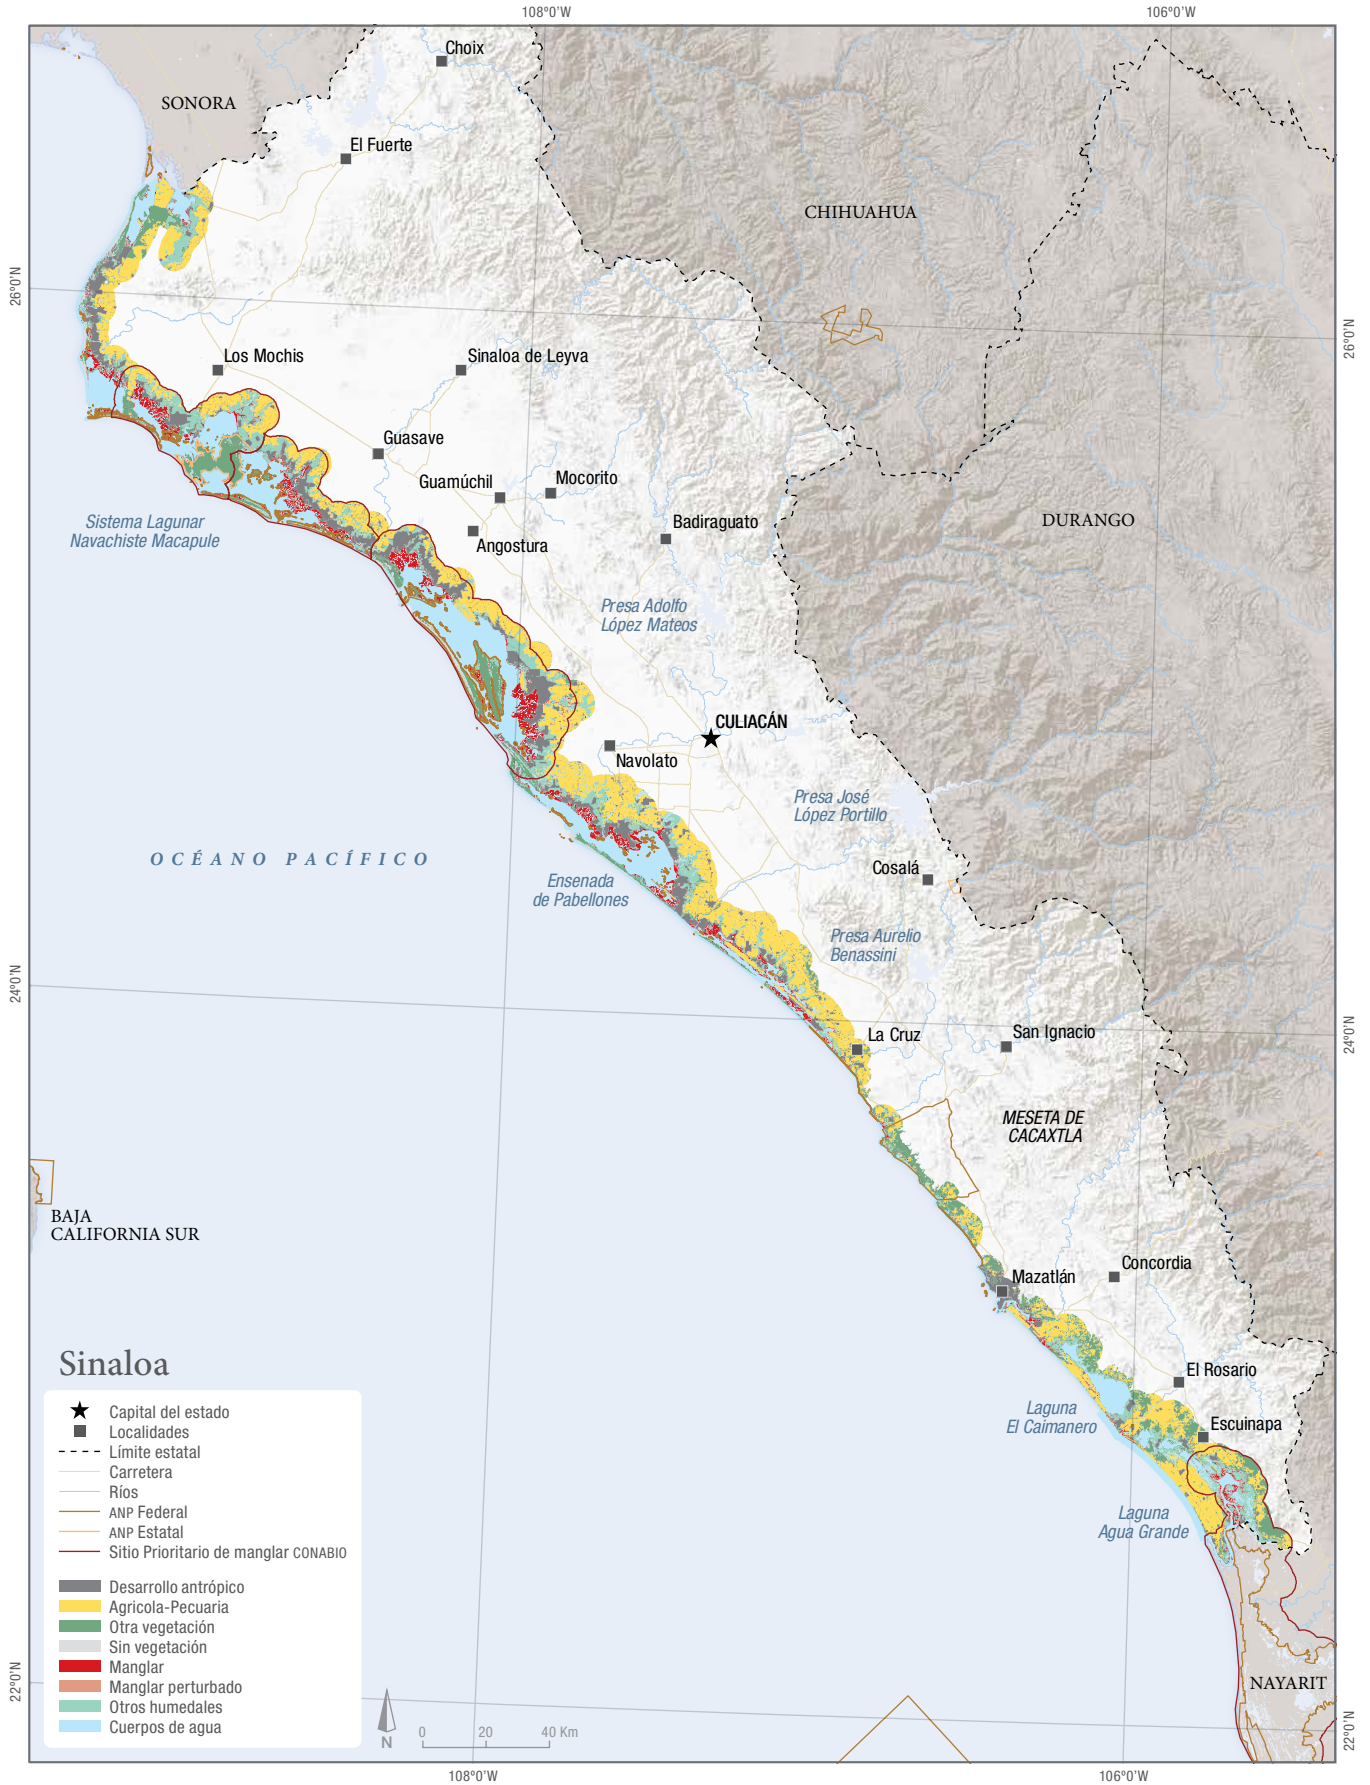 108°0'W
106°0'W
Choix
SONORA
El Fuerte
CHIHUAHUA
26°0'N
26°0'N
Los Mochis
Sinaloa de Leyva
Guasave
Guamúchil
Mocorito
Sistema Lagunar
Navachiste Macapule
Badiraguato
DURANGO
Angostura
Presa Adolfo
López Mateos
CULIACÁN
Navolato
Presa José
López Portillo
OCÉANO PACÍFICO
Cosalá
Ensenada
de Pabellones
Presa Aurelio
Benassini
24°0'N
24°0'N
La Cruz
San Ignacio
MESETA DE
CACAXTLA
BAJA
CALIFORNIA SUR
Mazatlán
Concordia
El Rosario
Laguna
El Caimanero
Escuinapa
Laguna
Agua Grande
Sinaloa
Capital del estado
Localidades
Límite estatal
Carretera
Ríos
ANP Federal
ANP Estatal
Sitio Prioritario de manglar CONABIO
Desarrollo antrópico
Agricola-Pecuaria
Otra vegetación
Sin vegetación
Manglar
Manglar perturbado
Otros humedales
Cuerpos de agua
22°0'N
22°0'N
NAYARIT
N
0 20 40 Km
108°0'W
106°0'W